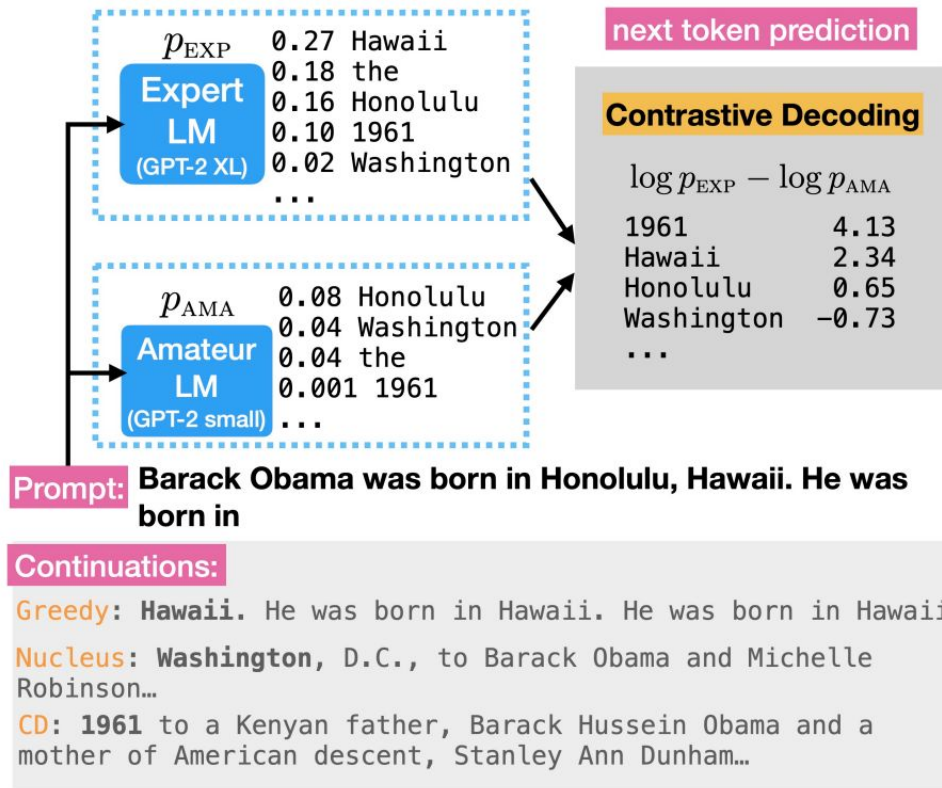 p_EXP
Expert
LM
(GPT-2 XL)
0.27 Hawaii
0.18 the
0.16 Honolulu
0.10 1961
0.02 Washington
...
p_AMA
Amateur
LM
(GPT-2 small)
0.08 Honolulu
0.04 Washington
0.04 the
0.001 1961
...
next token prediction
Contrastive Decoding
log p_EXP − log p_AMA
1961 4.13
Hawaii 2.34
Honolulu 0.65
Washington −0.73
...
Prompt: Barack Obama was born in Honolulu, Hawaii. He was
born in
Continuations:
Greedy: Hawaii. He was born in Hawaii. He was born in Hawaii
Nucleus: Washington, D.C., to Barack Obama and Michelle
Robinson…
CD: 1961 to a Kenyan father, Barack Hussein Obama and a
mother of American descent, Stanley Ann Dunham…